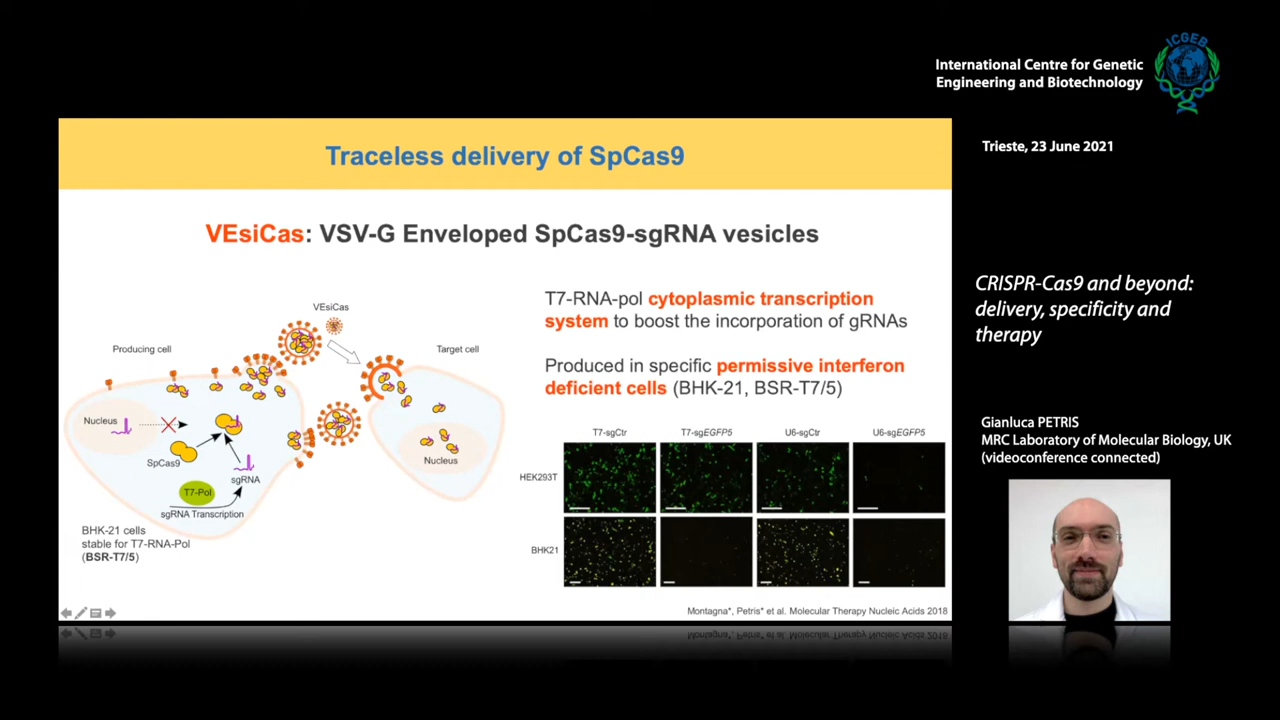 ICGEB
International Centre for Genetic
Engineering and Biotechnology
Trieste, 23 June 2021
Traceless delivery of SpCas9
VEsiCas: VSV-G Enveloped SpCas9-sgRNA vesicles
VEsiCas
Producing cell
Target cell
Nucleus
SpCas9
sgRNA
T7-Pol
sgRNA Transcription
Nucleus
BHK-21 cells
stable for T7-RNA-Pol
(BSR-T7/5)
T7-RNA-pol cytoplasmic transcription
system to boost the incorporation of gRNAs
Produced in specific permissive interferon
deficient cells (BHK-21, BSR-T7/5)
T7-sgCtr T7-sgEGFP5 U6-sgCtr U6-sgEGFP5
HEK293T
BHK21
Montagna*, Petris* et al. Molecular Therapy Nucleic Acids 2018
CRISPR-Cas9 and beyond:
delivery, specificity and
therapy
Gianluca PETRIS
MRC Laboratory of Molecular Biology, UK
(videoconference connected)